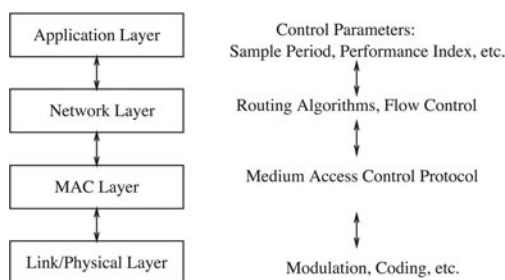 Application Layer
Control Parameters:
Sample Period, Performance Index, etc.
Network Layer
Routing Algorithms, Flow Control
MAC Layer
Medium Access Control Protocol
Link/Physical Layer
Modulation, Coding, etc.